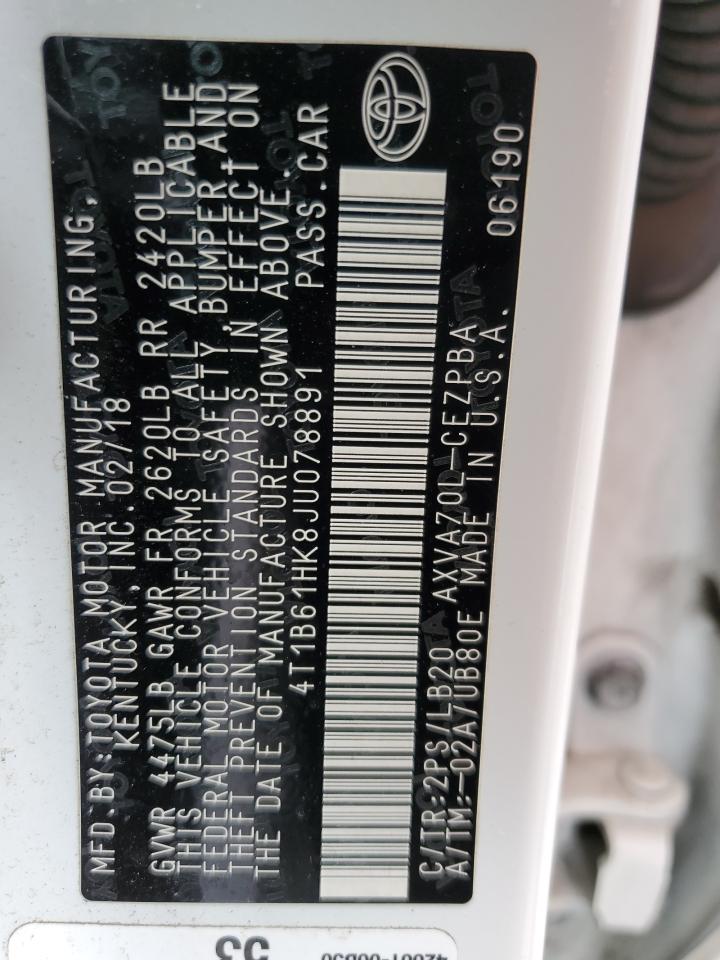 MFD.BY:TOYOTA MOTOR MANUFACTURING,
KENTUCKY,INC.02/18
GVWR 4475LB GAWR FR 2620LB RR 2420LB
THIS VEHICLE CONFORMS TO ALL APPLICABLE
FEDERAL MOTOR VEHICLE SAFETY,BUMPER,AND
THEFT PREVENTION STANDARDS IN EFFECT ON
THE DATE OF MANUFACTURE SHOWN ABOVE.
4T1B61HK8JU078891 PASS.CAR
C/TR:2PS/LB20 AXVA70L-CEZPBA 06190
A/TM:-02A/UB80E MADE IN U.S.A.
53